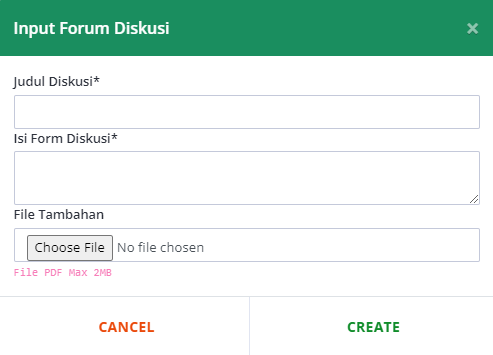 Input Forum Diskusi ×
Judul Diskusi*
Isi Form Diskusi*
File Tambahan
Choose File No file chosen
File PDF Max 2MB
CANCEL CREATE